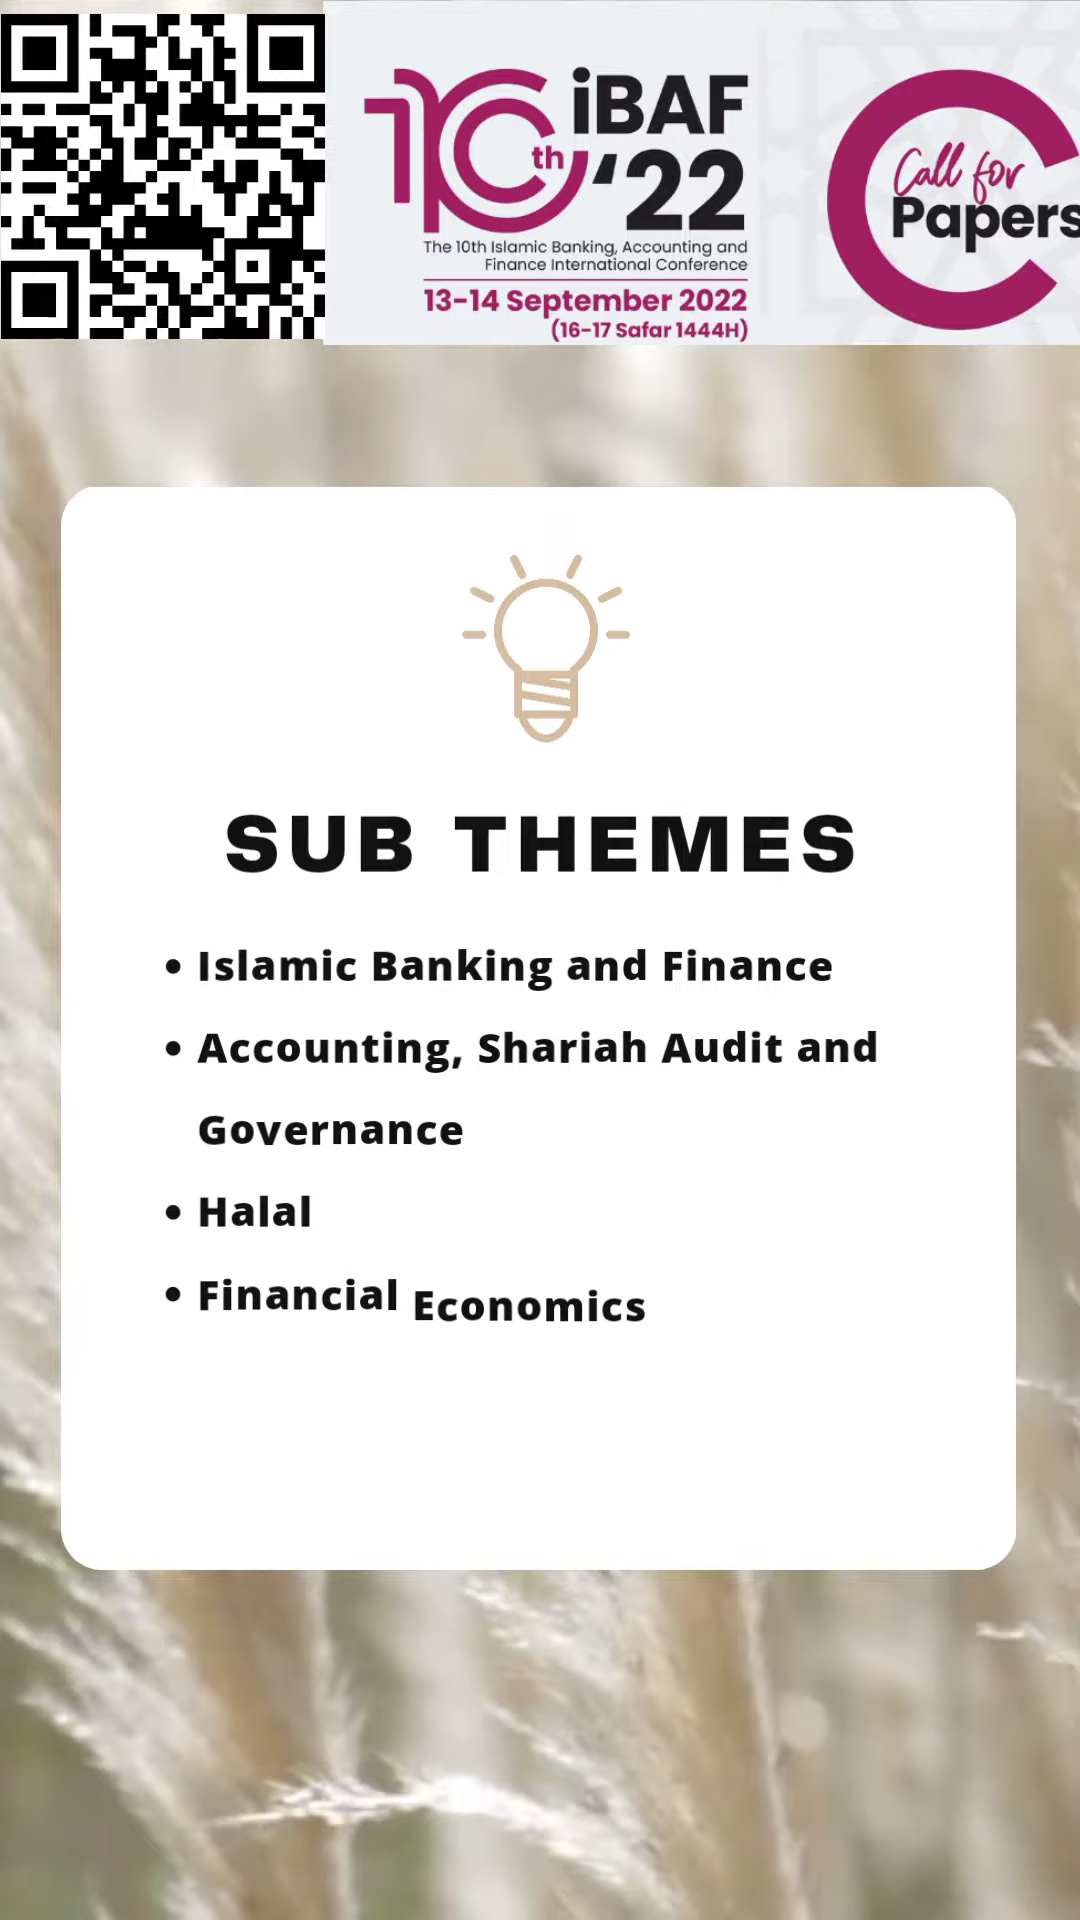 10th
iBAF
‘22
The 10th Islamic Banking, Accounting and
Finance International Conference
13-14 September 2022
(16-17 Safar 1444H)
Call for
Papers
SUB THEMES
• Islamic Banking and Finance
• Accounting, Shariah Audit and
Governance
• Halal
• Financial Economics